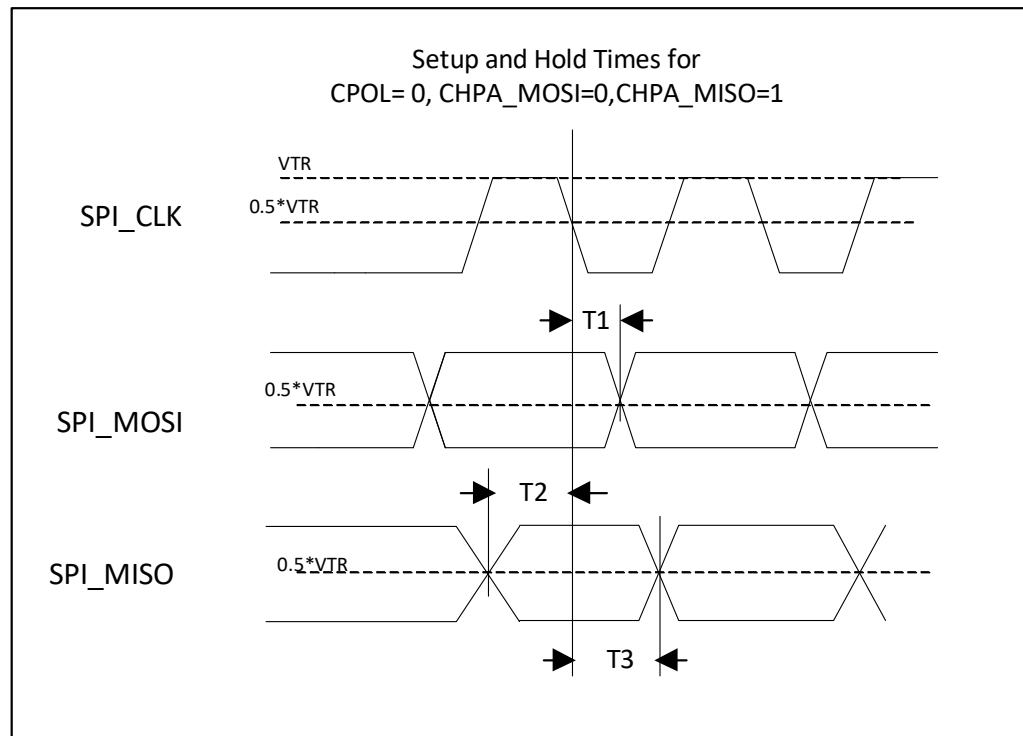 Setup and Hold Times for
CPOL= 0, CHPA_MOSI=0,CHPA_MISO=1
VTR
0.5*VTR
SPI_CLK
T1
0.5*VTR
SPI_MOSI
T2
0.5*VTR
SPI_MISO
T3